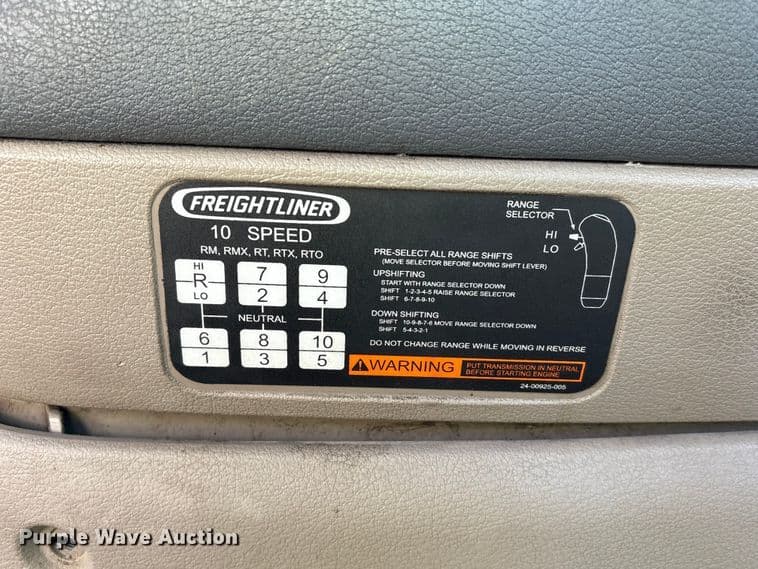 FREIGHTLINER
10 SPEED
RM, RMX, RT, RTX, RTO
HI
R
LO
7
2
9
4
NEUTRAL
6
1
8
3
10
5
RANGE
SELECTOR
HI
LO
PRE-SELECT ALL RANGE SHIFTS
(MOVE SELECTOR BEFORE MOVING SHIFT LEVER)
UPSHIFTING
START WITH RANGE SELECTOR DOWN
SHIFT 1-2-3-4-5 RAISE RANGE SELECTOR
SHIFT 6-7-8-9-10
DOWN SHIFTING
SHIFT 10-9-8-7-6 MOVE RANGE SELECTOR DOWN
SHIFT 5-4-3-2-1
DO NOT CHANGE RANGE WHILE MOVING IN REVERSE
WARNING
PUT TRANSMISSION IN NEUTRAL
BEFORE STARTING ENGINE
24-00925-005
Purple Wave Auction